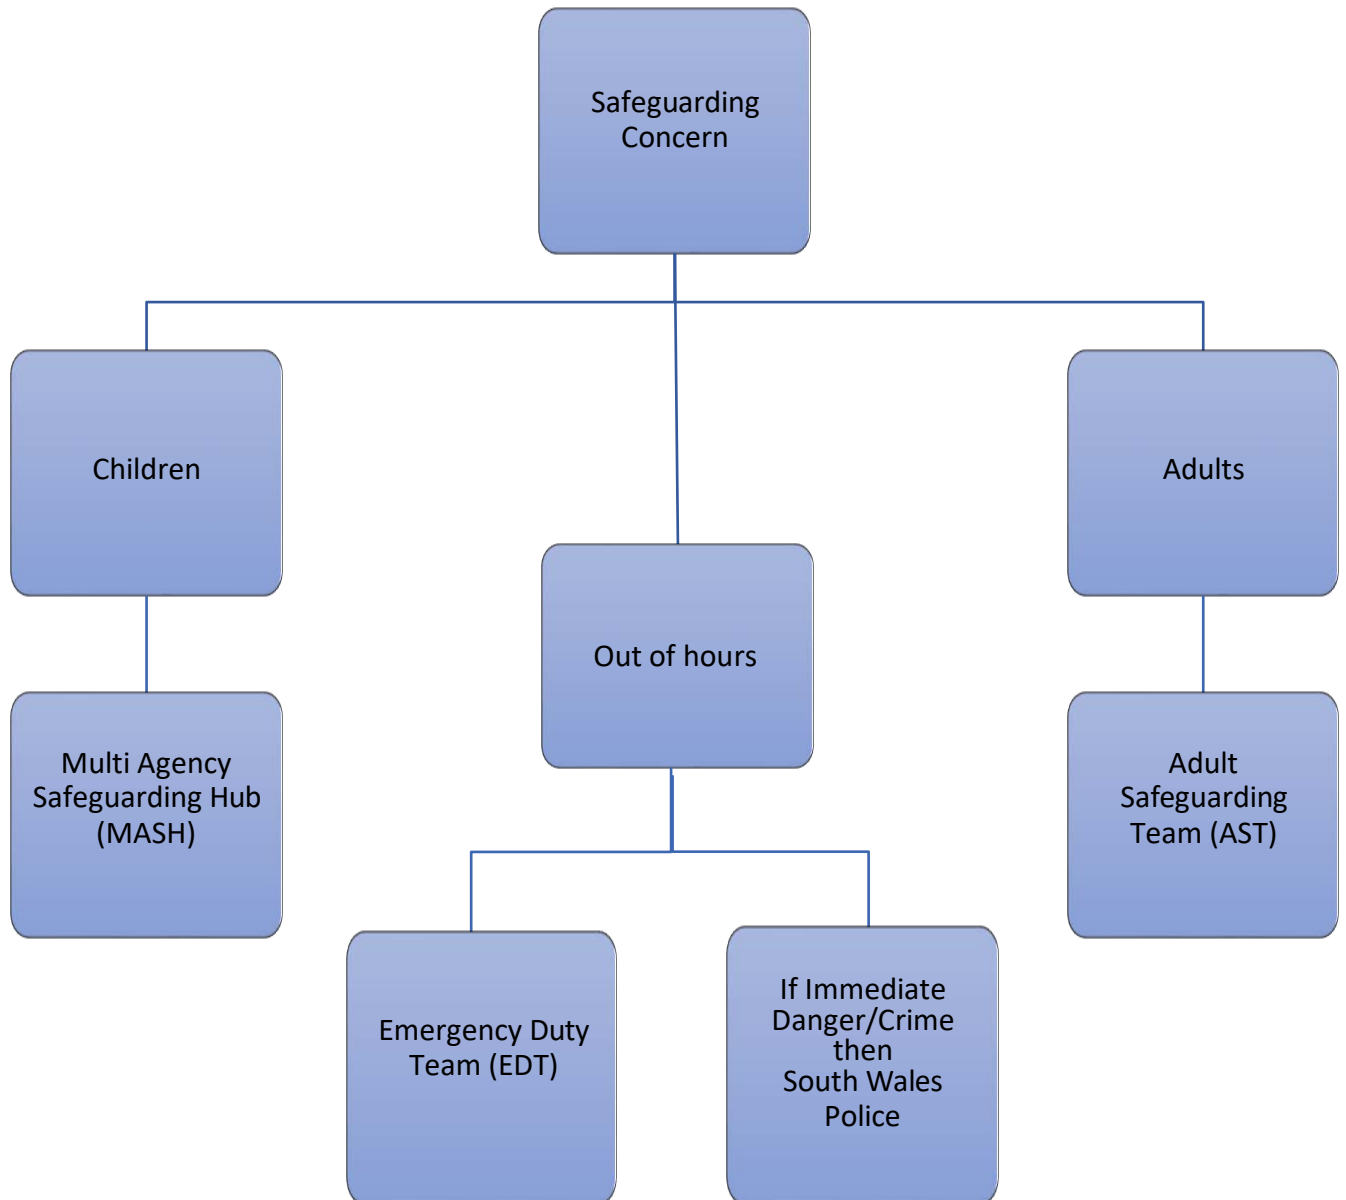 Safeguarding
Concern
Children
Adults
Out of hours
Multi Agency
Safeguarding Hub
(MASH)
Adult
Safeguarding
Team (AST)
Emergency Duty
Team (EDT)
If Immediate
Danger/Crime
then
South Wales
Police